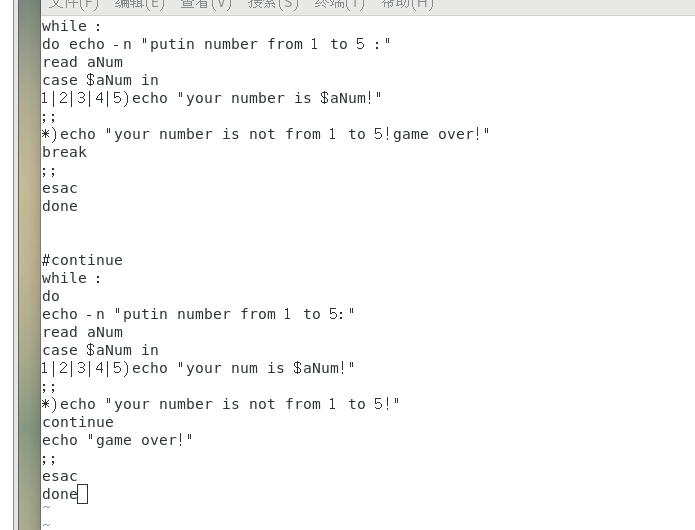 文件(F) 编辑(E) 查看(V) 搜索(S) 终端(T) 帮助(H)
while :
do echo -n "putin number from 1 to 5 :"
read aNum
case $aNum in
1|2|3|4|5)echo "your number is $aNum!"
;;
*)echo "your number is not from 1 to 5!game over!"
break
;;
esac
done
#continue
while :
do
echo -n "putin number from 1 to 5:"
read aNum
case $aNum in
1|2|3|4|5)echo "your num is $aNum!"
;;
*)echo "your number is not from 1 to 5!"
continue
echo "game over!"
;;
esac
done
~
~